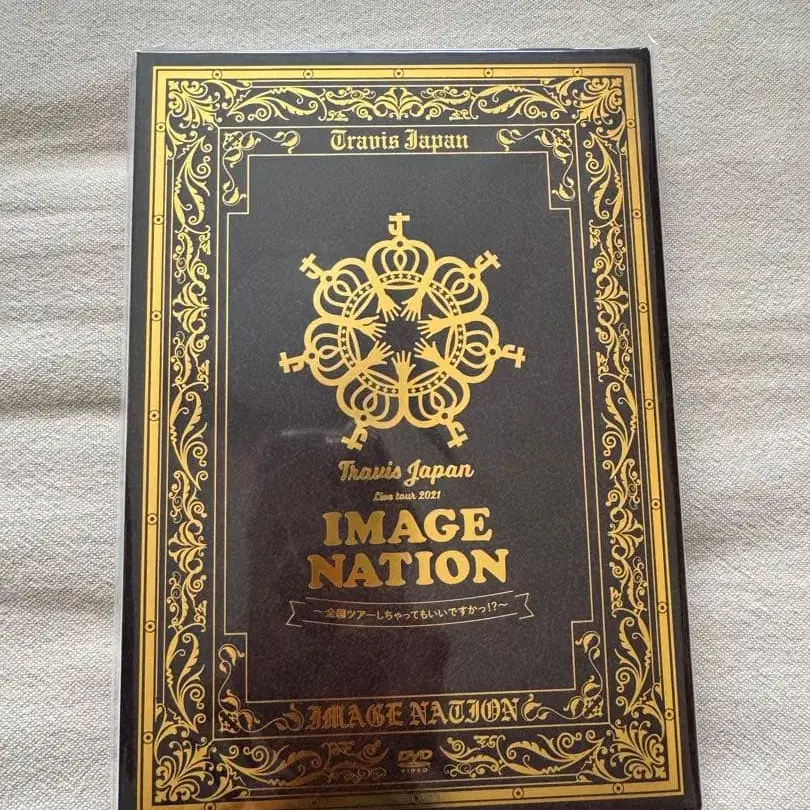 Travis Japan
Travis Japan
Live tour 2021
IMAGE
NATION
〜全国ツアーしちゃってもいいですかっ!?〜
IMAGE NATION
DVD
VIDEO